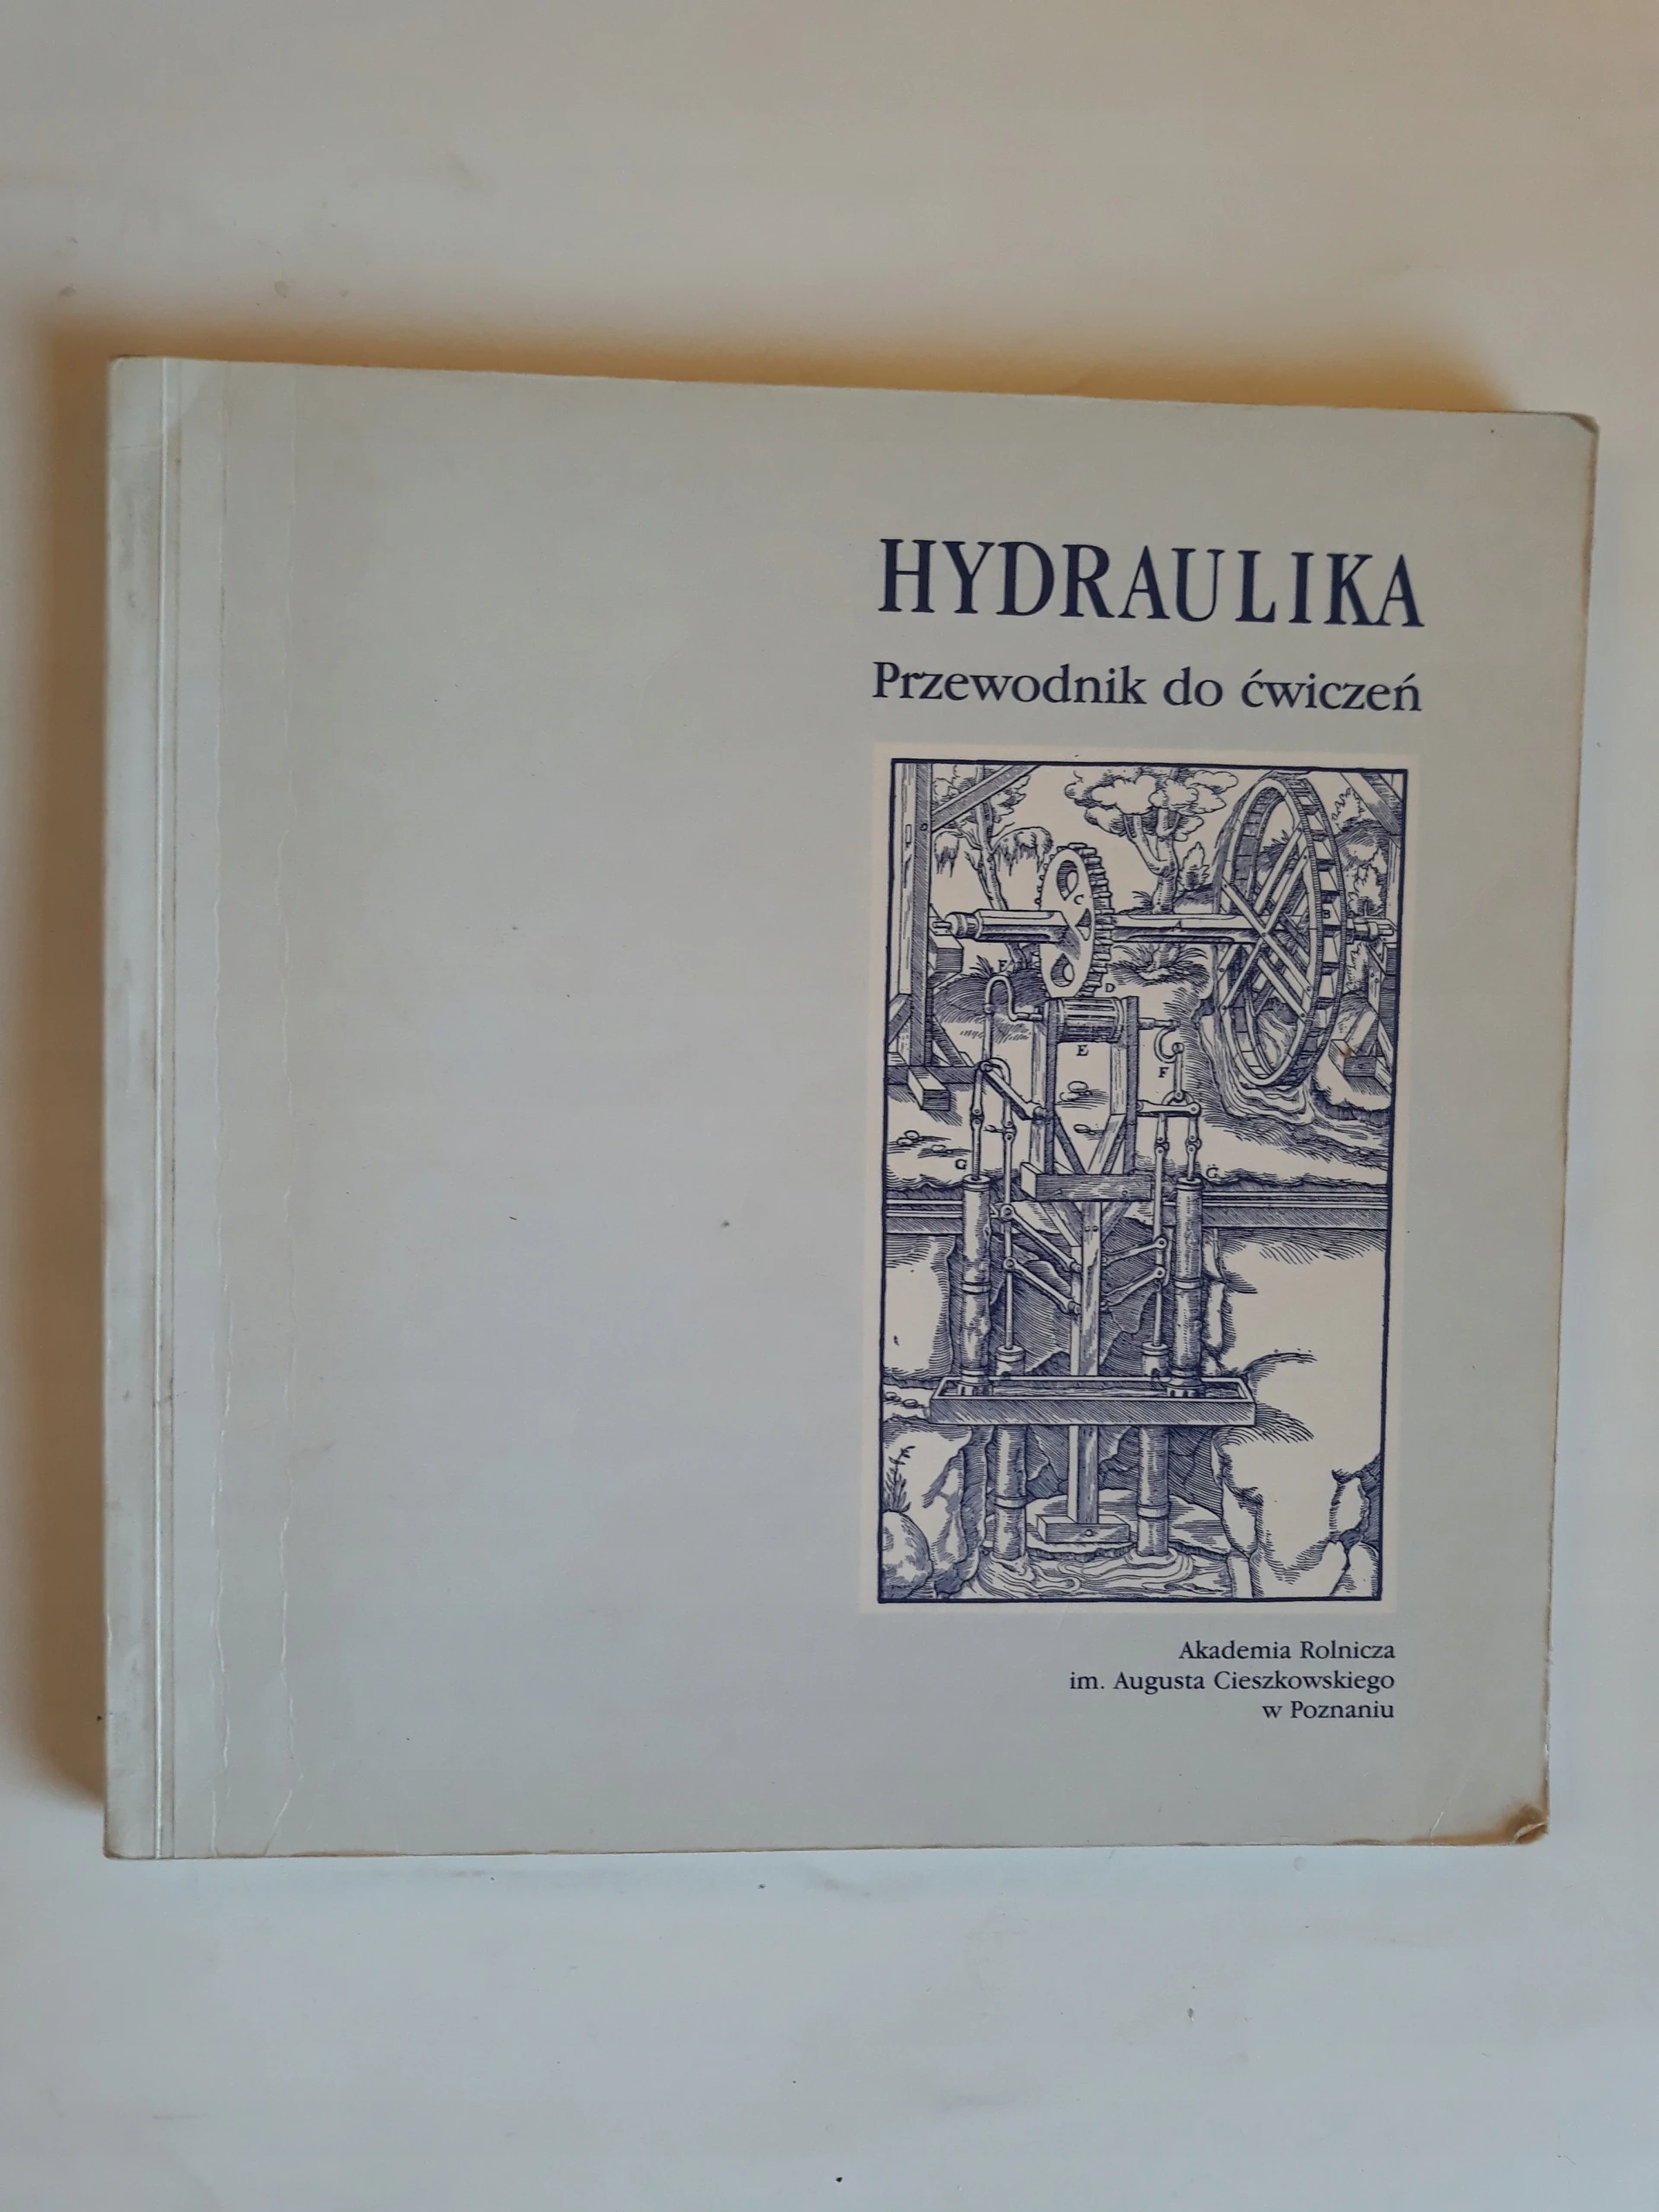 HYDRAULIKA
Przewodnik do ćwiczeń
C
A
B
F
D
E
F
G
G
Akademia Rolnicza
im. Augusta Cieszkowskiego
w Poznaniu